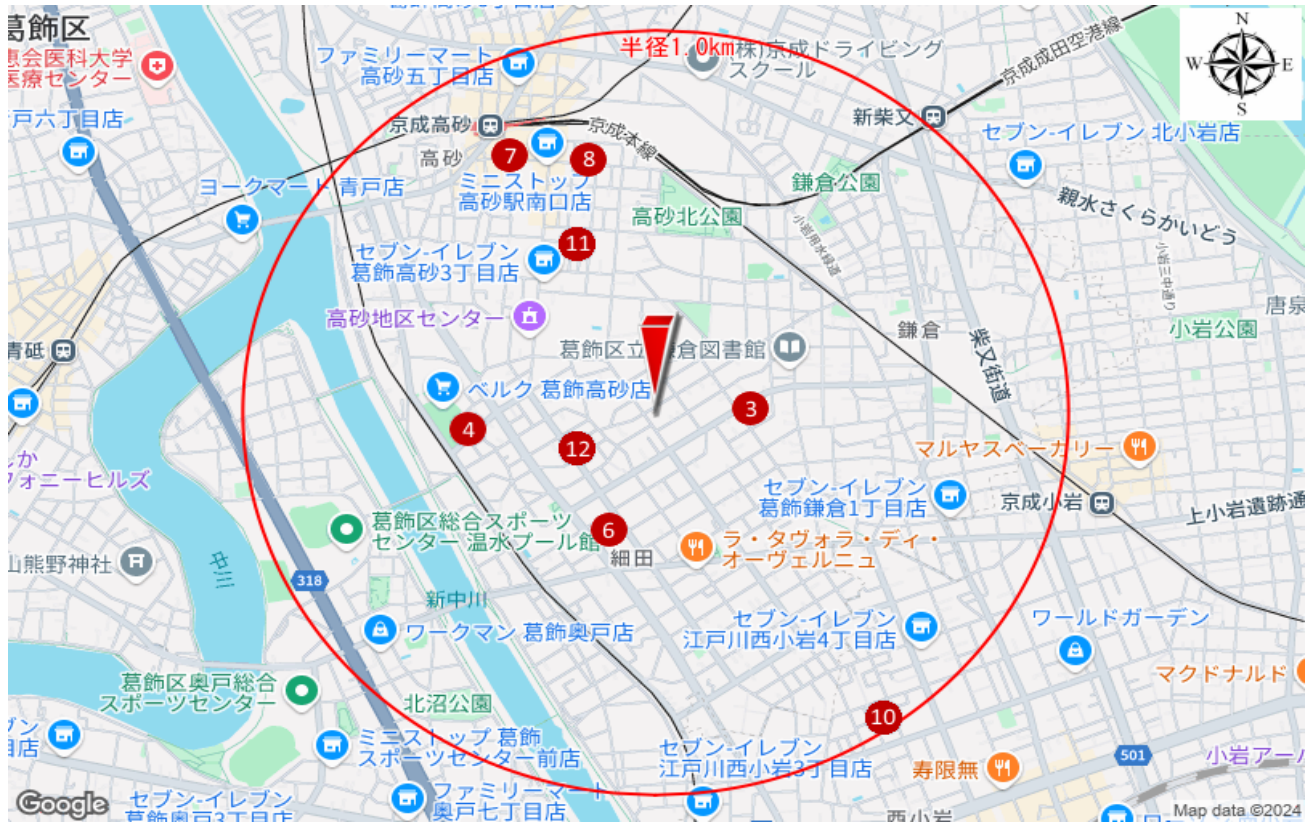 葛飾区
恵会医科大学
医療センター
ファミリーマート
高砂五丁目店
半径1.0km
株)京成ドライビング
スクール
京成成田空港線
N
W
E
S
戸六丁目店
京成高砂
高砂
京成本線
新柴又
セブン-イレブン 北小岩店
7
8
ミニストップ
高砂駅南口店
ヨークマート 青戸店
高砂北公園
鎌倉公園
小岩用水緑道
親水さくらかいどう
小岩三中通り
11
セブン-イレブン
葛飾高砂3丁目店
高砂地区センター
鎌倉
柴又街道
唐泉
小岩公園
青砥
葛飾区立鎌倉図書館
ベルク 葛飾高砂店
4
3
12
マルヤスベーカリー
フォニーヒルズ
セブン-イレブン
葛飾鎌倉1丁目店
京成小岩
上小岩遺跡通
葛飾区総合スポーツ
センター 温水プール館
6
細田
ラ・タヴォラ・ディ・
オーヴェルニュ
山熊野神社
中川
318
新中川
ワークマン 葛飾奥戸店
セブン-イレブン
江戸川西小岩4丁目店
ワールドガーデン
マクドナルド
葛飾区奥戸総合
スポーツセンター
北沼公園
10
ミニストップ 葛飾
スポーツセンター前店
セブン-イレブン
江戸川西小岩3丁目店
寿限無
501
小岩アー
ファミリーマート
奥戸七丁目店
セブン-イレブン
葛飾奥戸3丁目店
西小岩
Google
Map data ©2024